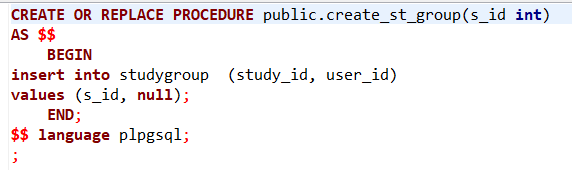 CREATE OR REPLACE PROCEDURE public.create_st_group(s_id int)
AS $$
    BEGIN
insert into studygroup  (study_id, user_id)
values (s_id, null);
    END;
$$ language plpgsql;
;